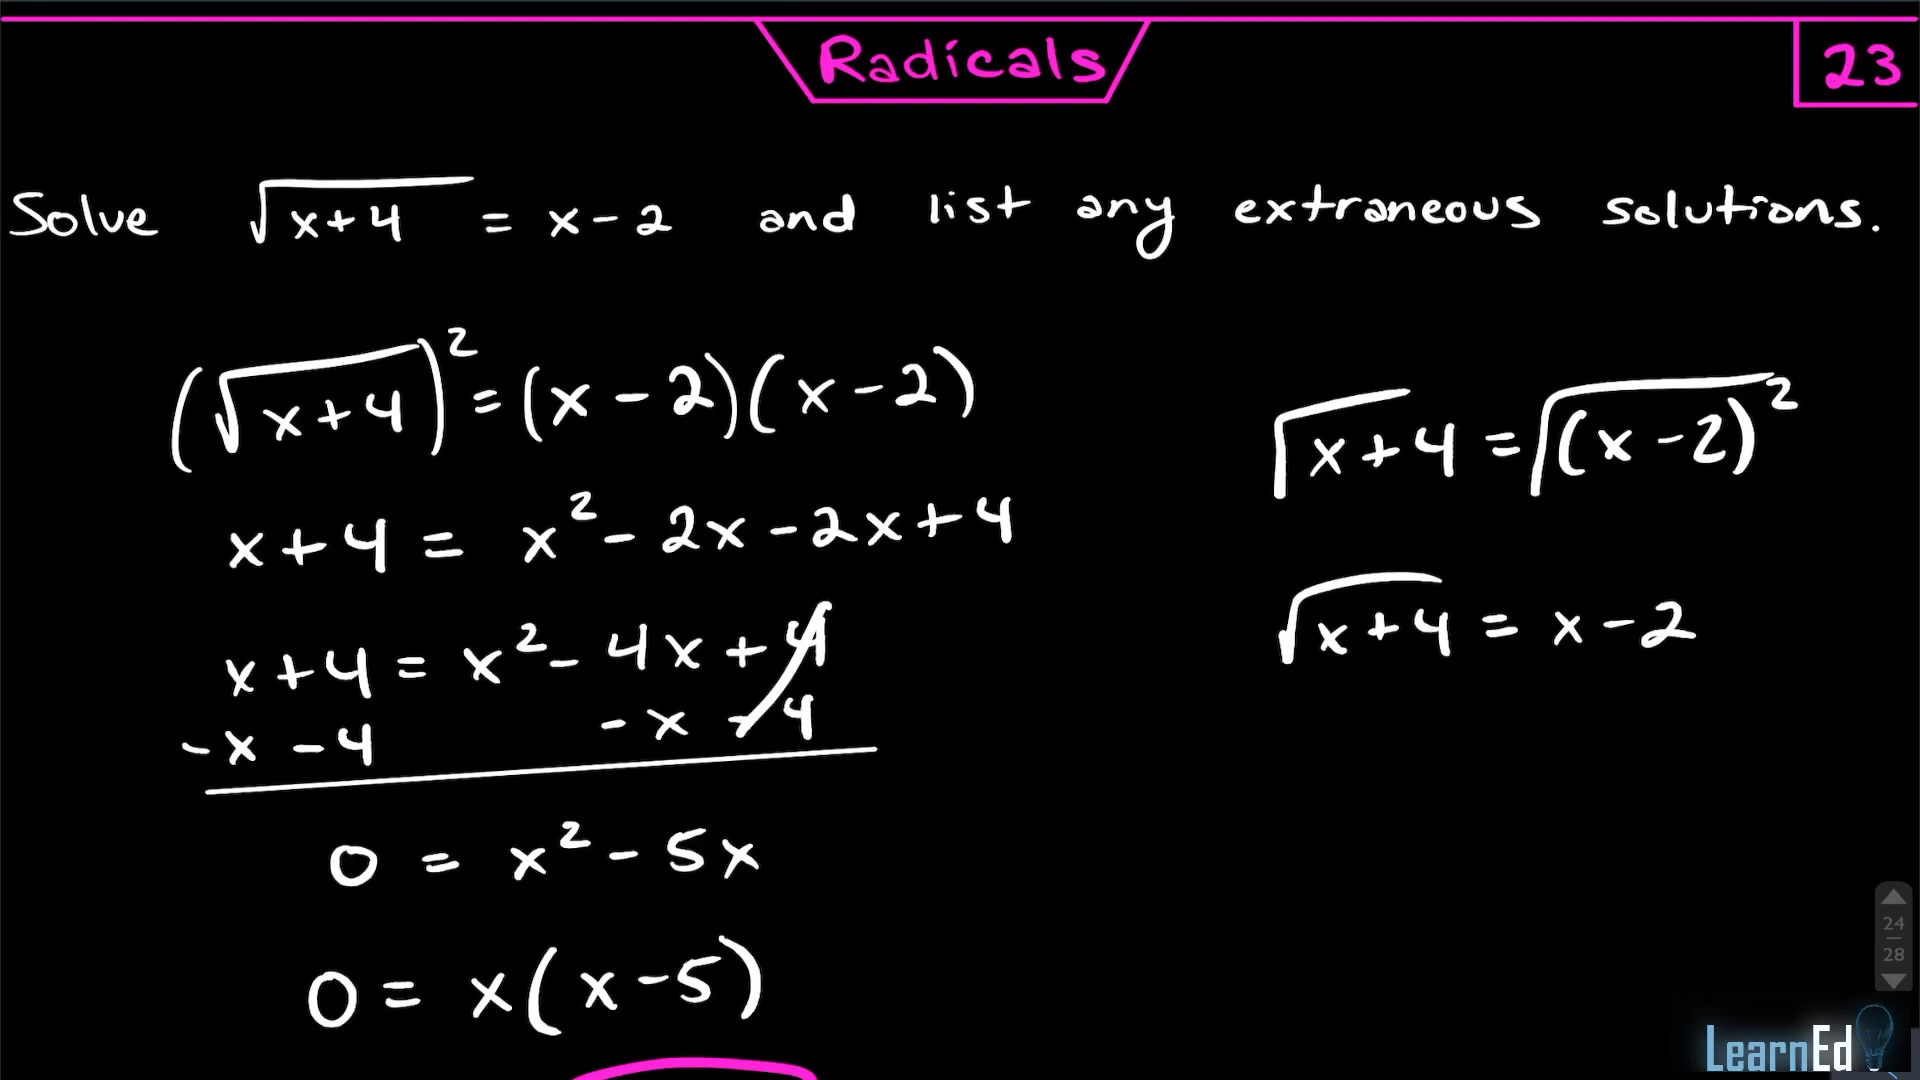 Radicals
23
Solve √(x+4) = x-2 and list any extraneous solutions.
(√(x+4))² = (x-2)(x-2)
x+4 = x² - 2x - 2x + 4
x+4 = x² - 4x + 4
-x -4 -x -4
0 = x² - 5x
0 = x(x-5)
√x+4 = √(x-2)²
√(x+4) = x-2
24
28
LearnEd